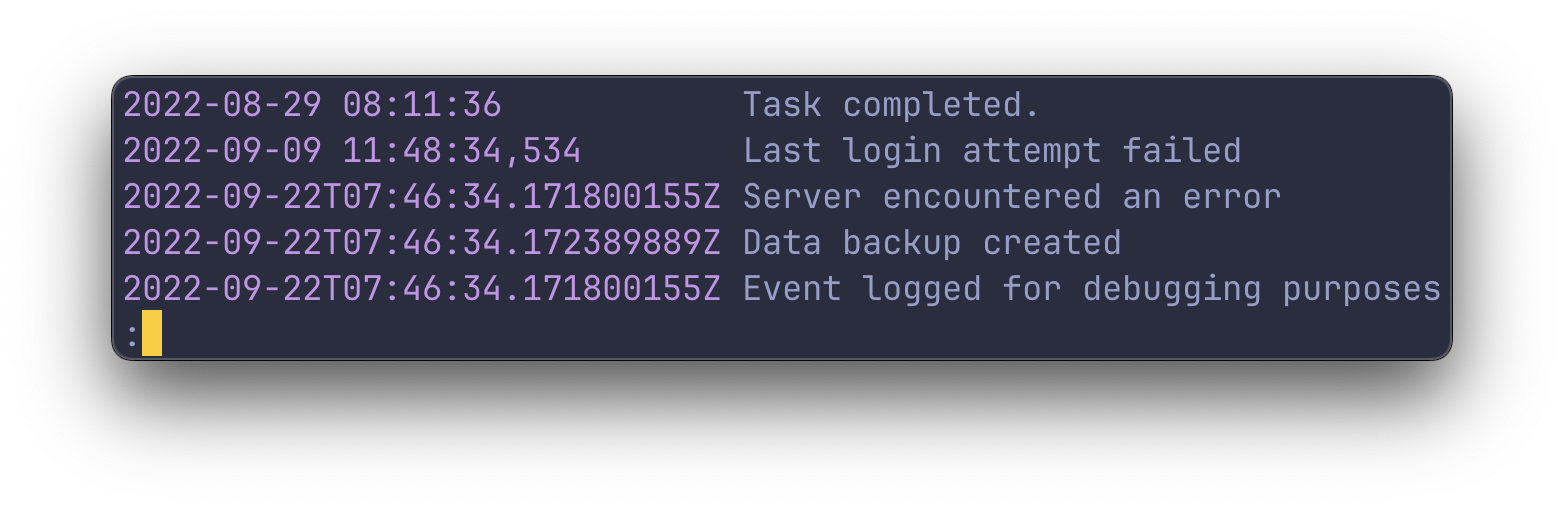 2022-08-29 08:11:36            Task completed.
2022-09-09 11:48:34,534        Last login attempt failed
2022-09-22T07:46:34.171800155Z Server encountered an error
2022-09-22T07:46:34.172389889Z Data backup created
2022-09-22T07:46:34.171800155Z Event logged for debugging purposes
: